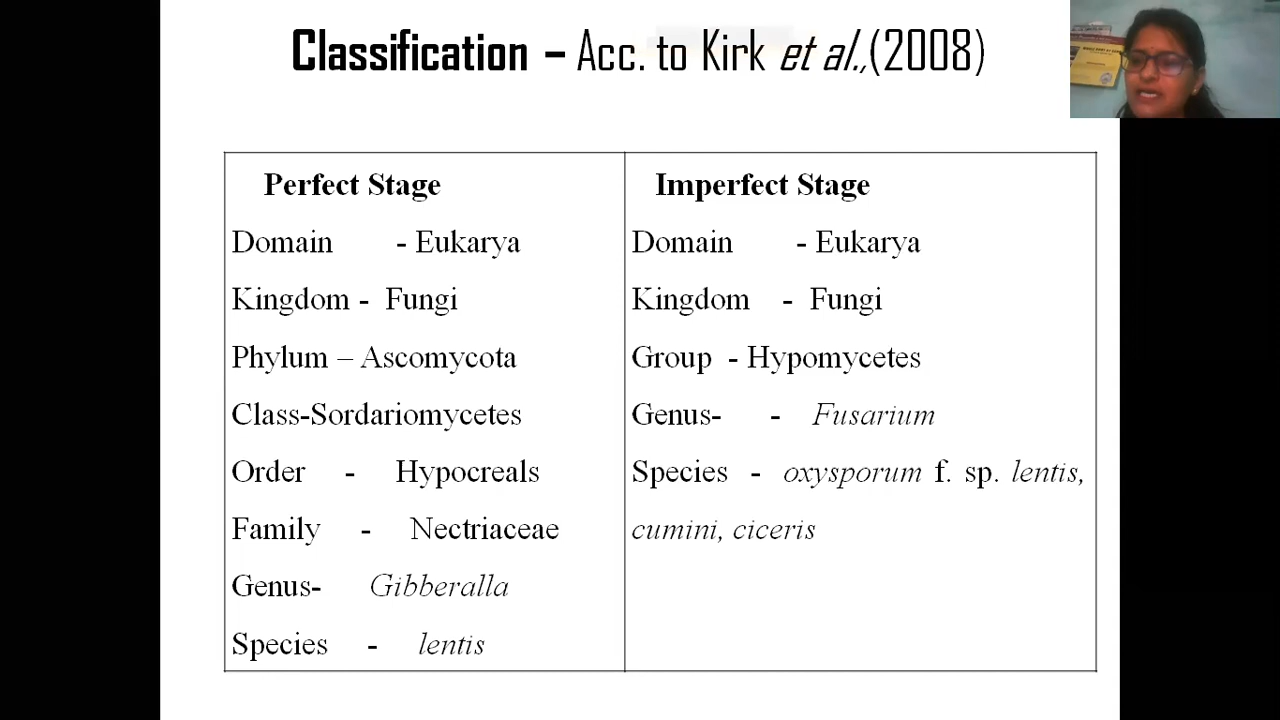 Classification – Acc. to Kirk et al.,(2008)
Perfect Stage
Domain - Eukarya
Kingdom - Fungi
Phylum – Ascomycota
Class-Sordariomycetes
Order - Hypocreals
Family - Nectriaceae
Genus- Gibberalla
Species - lentis
Imperfect Stage
Domain - Eukarya
Kingdom - Fungi
Group - Hypomycetes
Genus- - Fusarium
Species - oxysporum f. sp. lentis,
cumini, ciceris